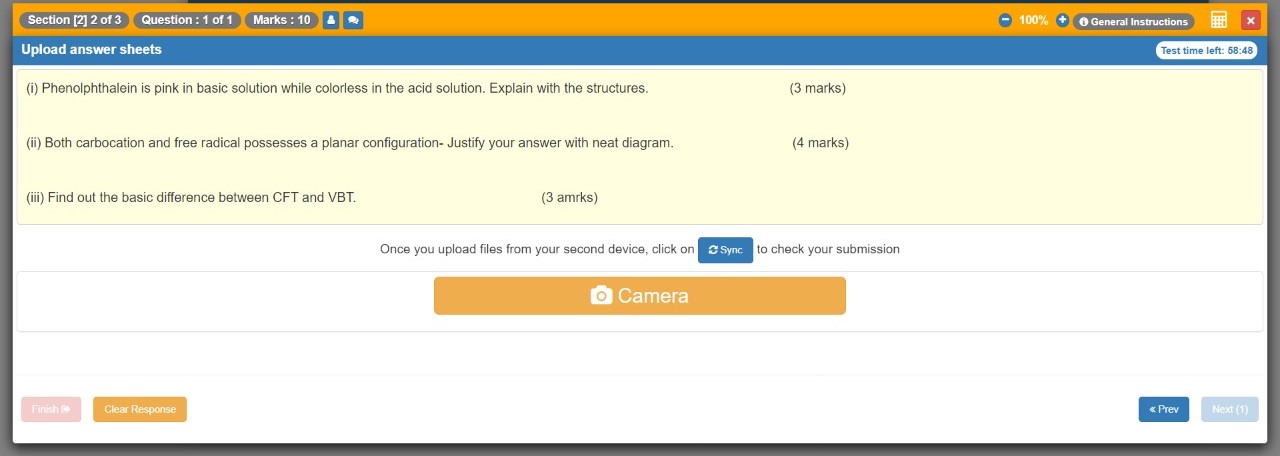 Section [2] 2 of 3 Question : 1 of 1 Marks : 10 100% General Instructions
Upload answer sheets Test time left: 58:48
(i) Phenolphthalein is pink in basic solution while colorless in the acid solution. Explain with the structures. (3 marks)
(ii) Both carbocation and free radical possesses a planar configuration- Justify your answer with neat diagram. (4 marks)
(iii) Find out the basic difference between CFT and VBT. (3 amrks)
Once you upload files from your second device, click on Sync to check your submission
Camera
Finish Clear Response « Prev Next (1)